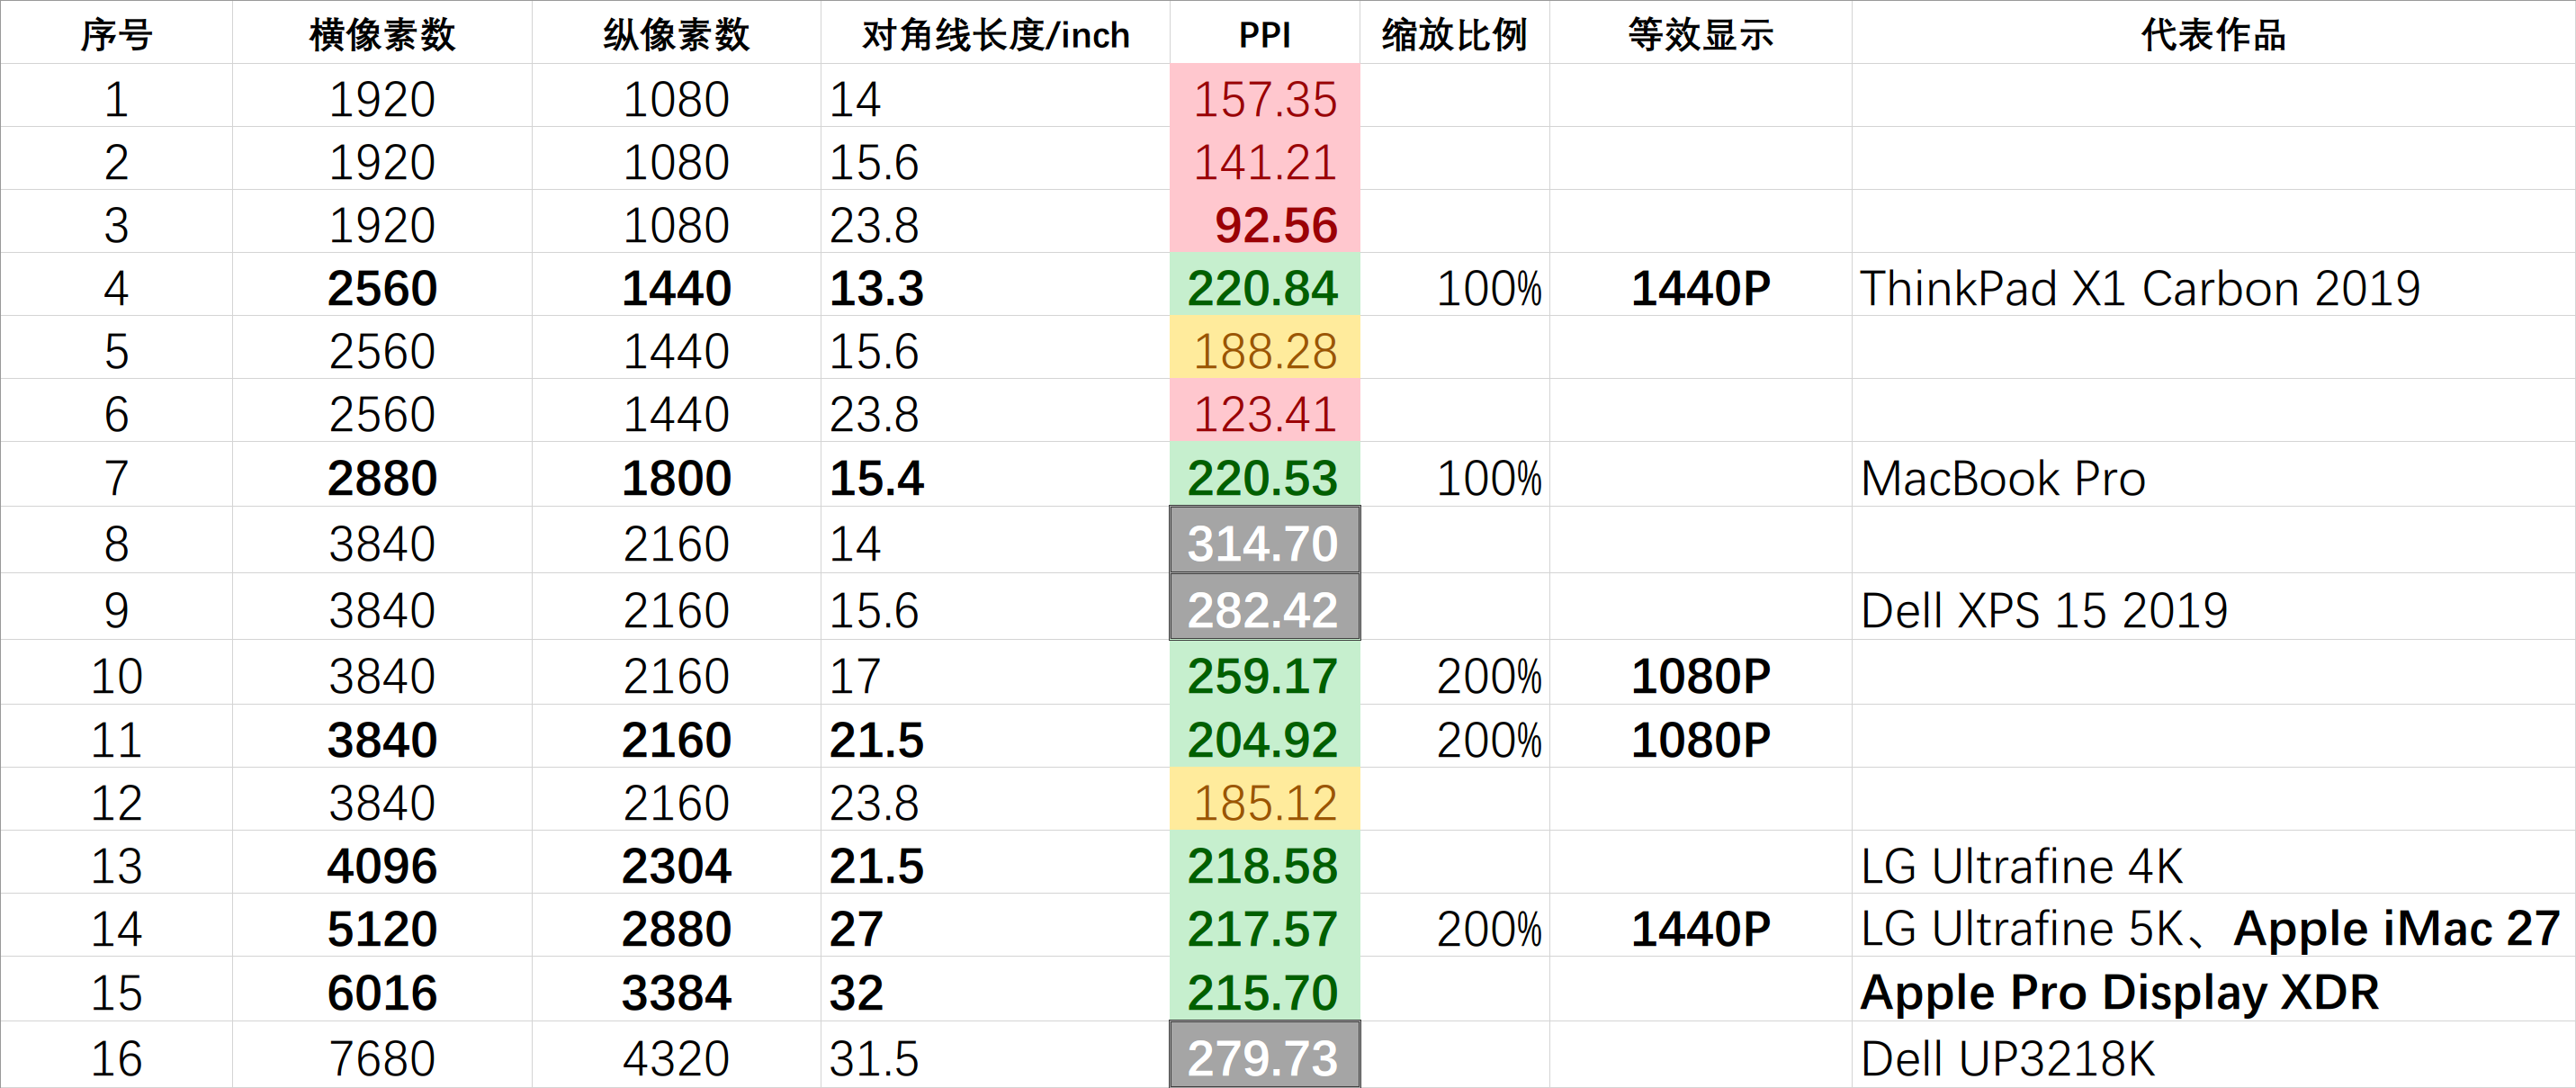 序号 横像素数 纵像素数 对角线长度/inch PPI 缩放比例 等效显示 代表作品
1 1920 1080 14 157.35
2 1920 1080 15.6 141.21
3 1920 1080 23.8 92.56
4 2560 1440 13.3 220.84 100% 1440P ThinkPad X1 Carbon 2019
5 2560 1440 15.6 188.28
6 2560 1440 23.8 123.41
7 2880 1800 15.4 220.53 100% MacBook Pro
8 3840 2160 14 314.70
9 3840 2160 15.6 282.42 Dell XPS 15 2019
10 3840 2160 17 259.17 200% 1080P
11 3840 2160 21.5 204.92 200% 1080P
12 3840 2160 23.8 185.12
13 4096 2304 21.5 218.58 LG Ultrafine 4K
14 5120 2880 27 217.57 200% 1440P LG Ultrafine 5K、Apple iMac 27
15 6016 3384 32 215.70 Apple Pro Display XDR
16 7680 4320 31.5 279.73 Dell UP3218K